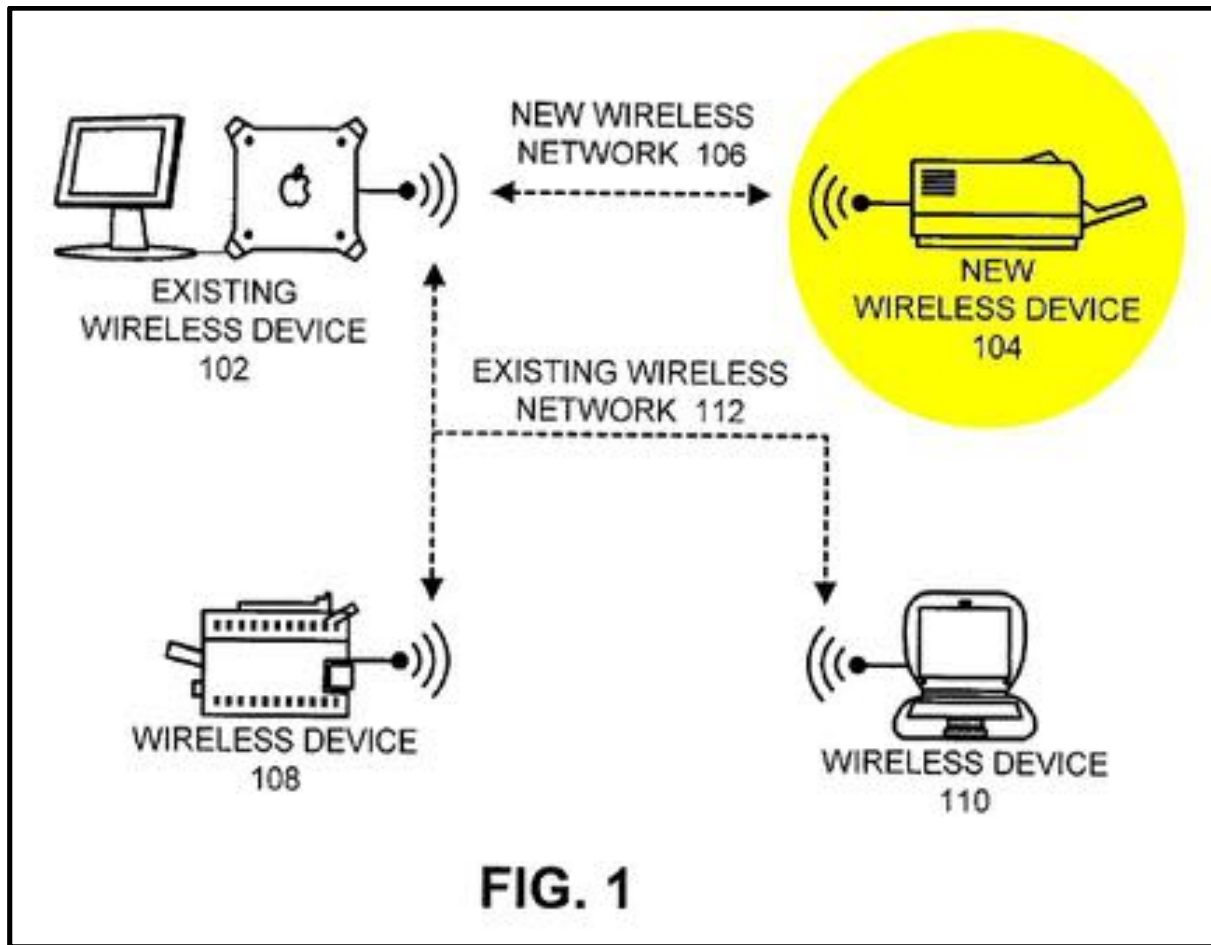 NEW WIRELESS
NETWORK 106
EXISTING
WIRELESS DEVICE
102
NEW
WIRELESS DEVICE
104
EXISTING WIRELESS
NETWORK 112
WIRELESS DEVICE
108
WIRELESS DEVICE
110
FIG. 1